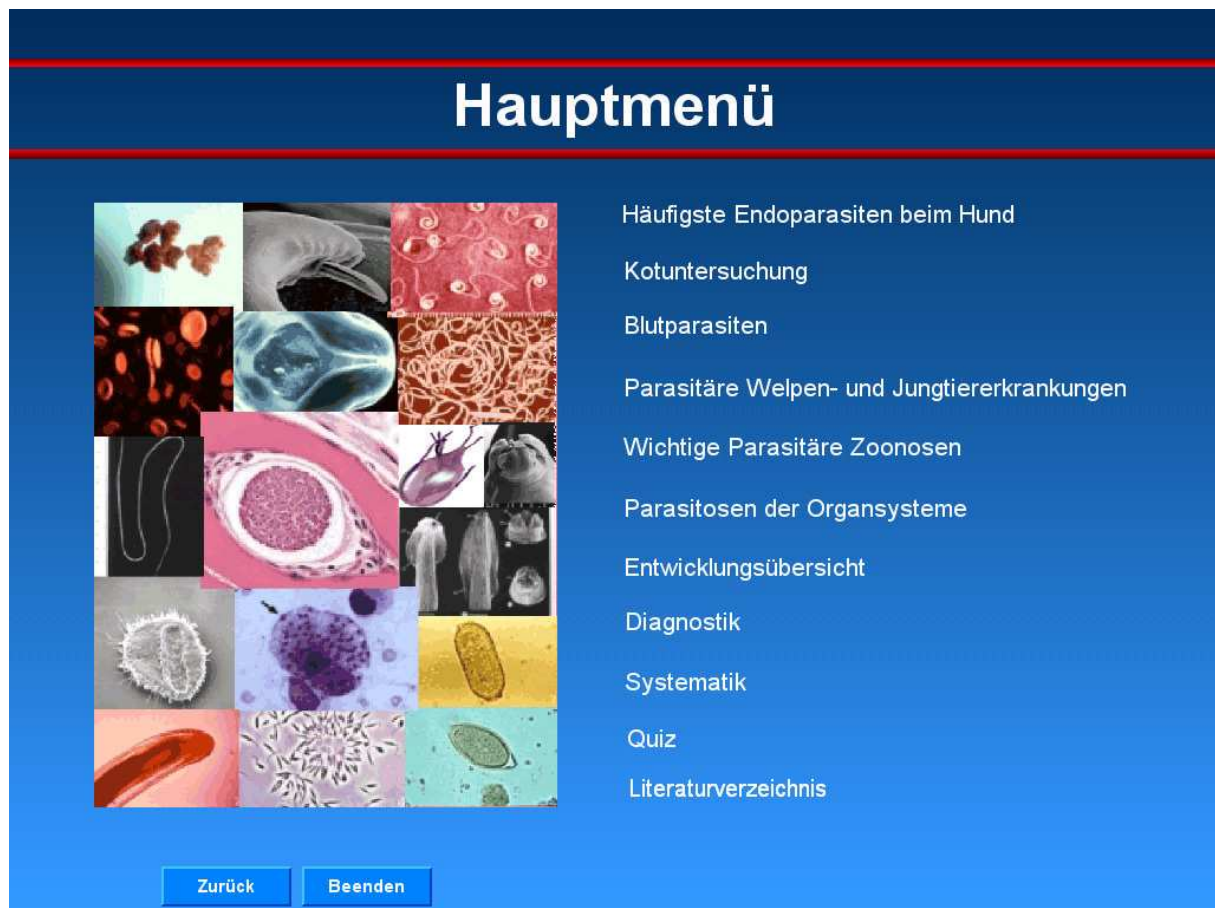 Hauptmenü
Häufigste Endoparasiten beim Hund
Kotuntersuchung
Blutparasiten
Parasitäre Welpen- und Jungtiererkrankungen
Wichtige Parasitäre Zoonosen
Parasitosen der Organsysteme
Entwicklungsübersicht
Diagnostik
Systematik
Quiz
Literaturverzeichnis
Zurück Beenden